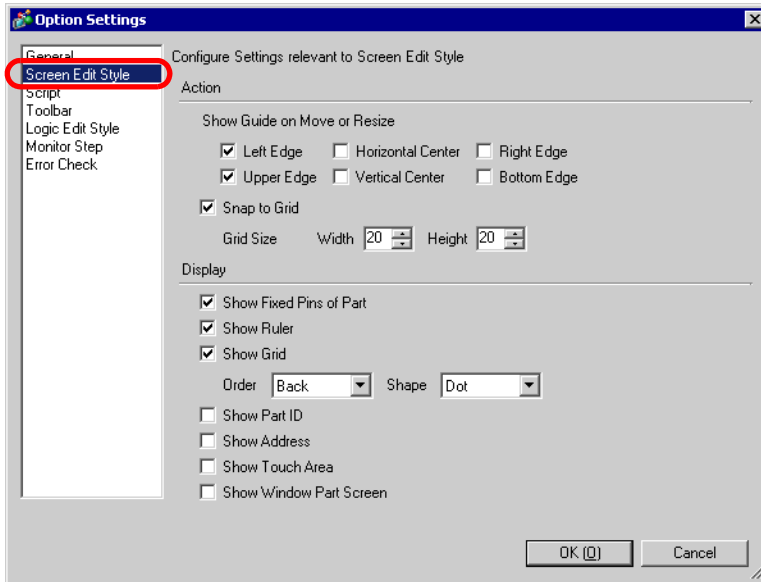 Option Settings
General
Screen Edit Style
Script
Toolbar
Logic Edit Style
Monitor Step
Error Check
Configure Settings relevant to Screen Edit Style
Action
Show Guide on Move or Resize
Left Edge Horizontal Center Right Edge
Upper Edge Vertical Center Bottom Edge
Snap to Grid
Grid Size Width 20 Height 20
Display
Show Fixed Pins of Part
Show Ruler
Show Grid
Order Back Shape Dot
Show Part ID
Show Address
Show Touch Area
Show Window Part Screen
OK (O) Cancel